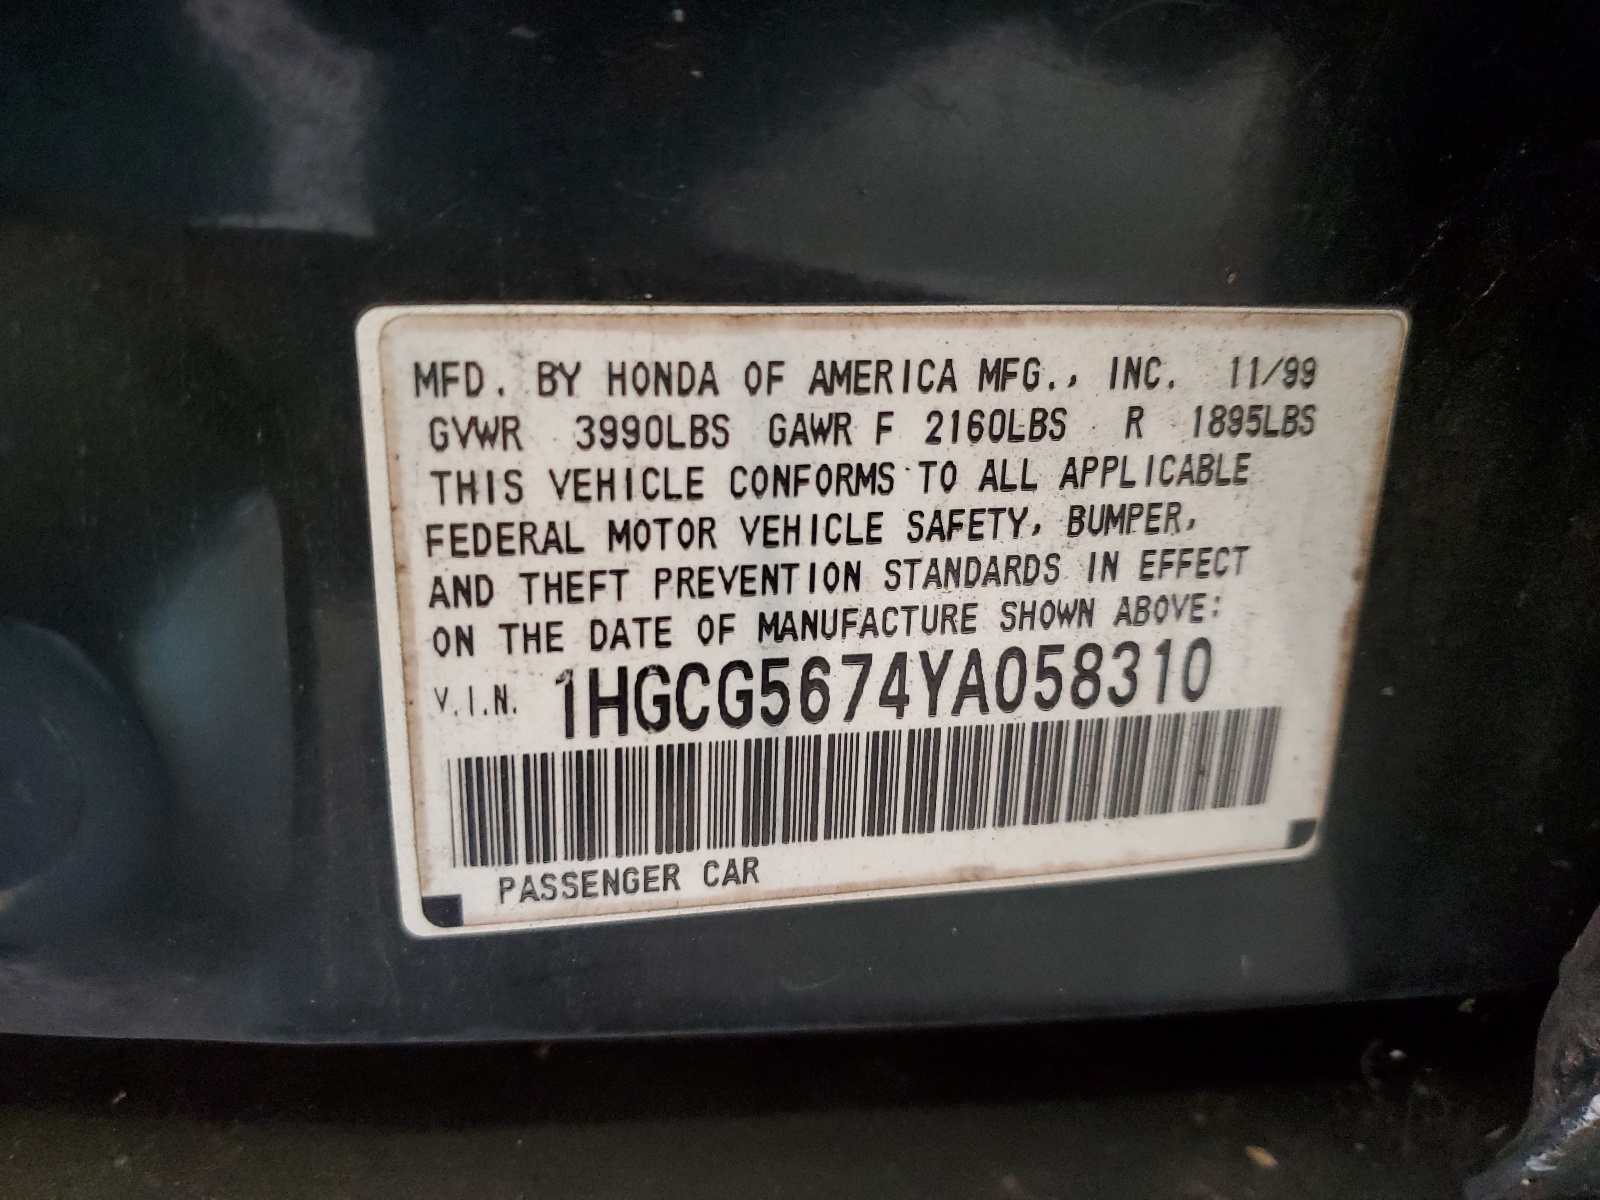 MFD. BY HONDA OF AMERICA MFG., INC. 11/99
GVWR 3990LBS GAWR F 2160LBS R 1895LBS
THIS VEHICLE CONFORMS TO ALL APPLICABLE
FEDERAL MOTOR VEHICLE SAFETY, BUMPER,
AND THEFT PREVENTION STANDARDS IN EFFECT
ON THE DATE OF MANUFACTURE SHOWN ABOVE:
V.I.N. 1HGCG5674YA058310
PASSENGER CAR